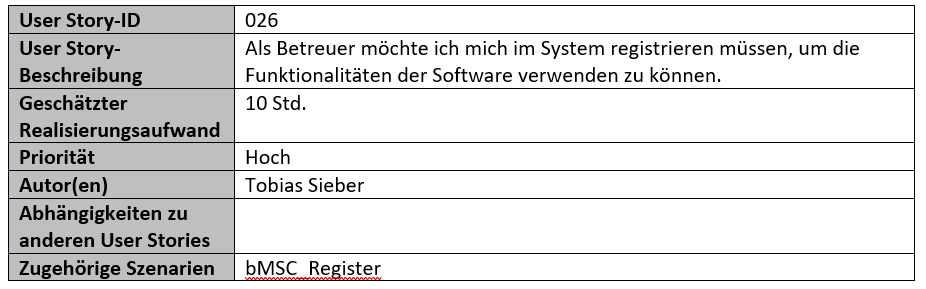 User Story-ID 026
User Story- Als Betreuer möchte ich mich im System registrieren müssen, um die
Beschreibung Funktionalitäten der Software verwenden zu können.
Geschätzter 10 Std.
Realisierungsaufwand
Priorität Hoch
Autor(en) Tobias Sieber
Abhängigkeiten zu
anderen User Stories
Zugehörige Szenarien bMSC_Register